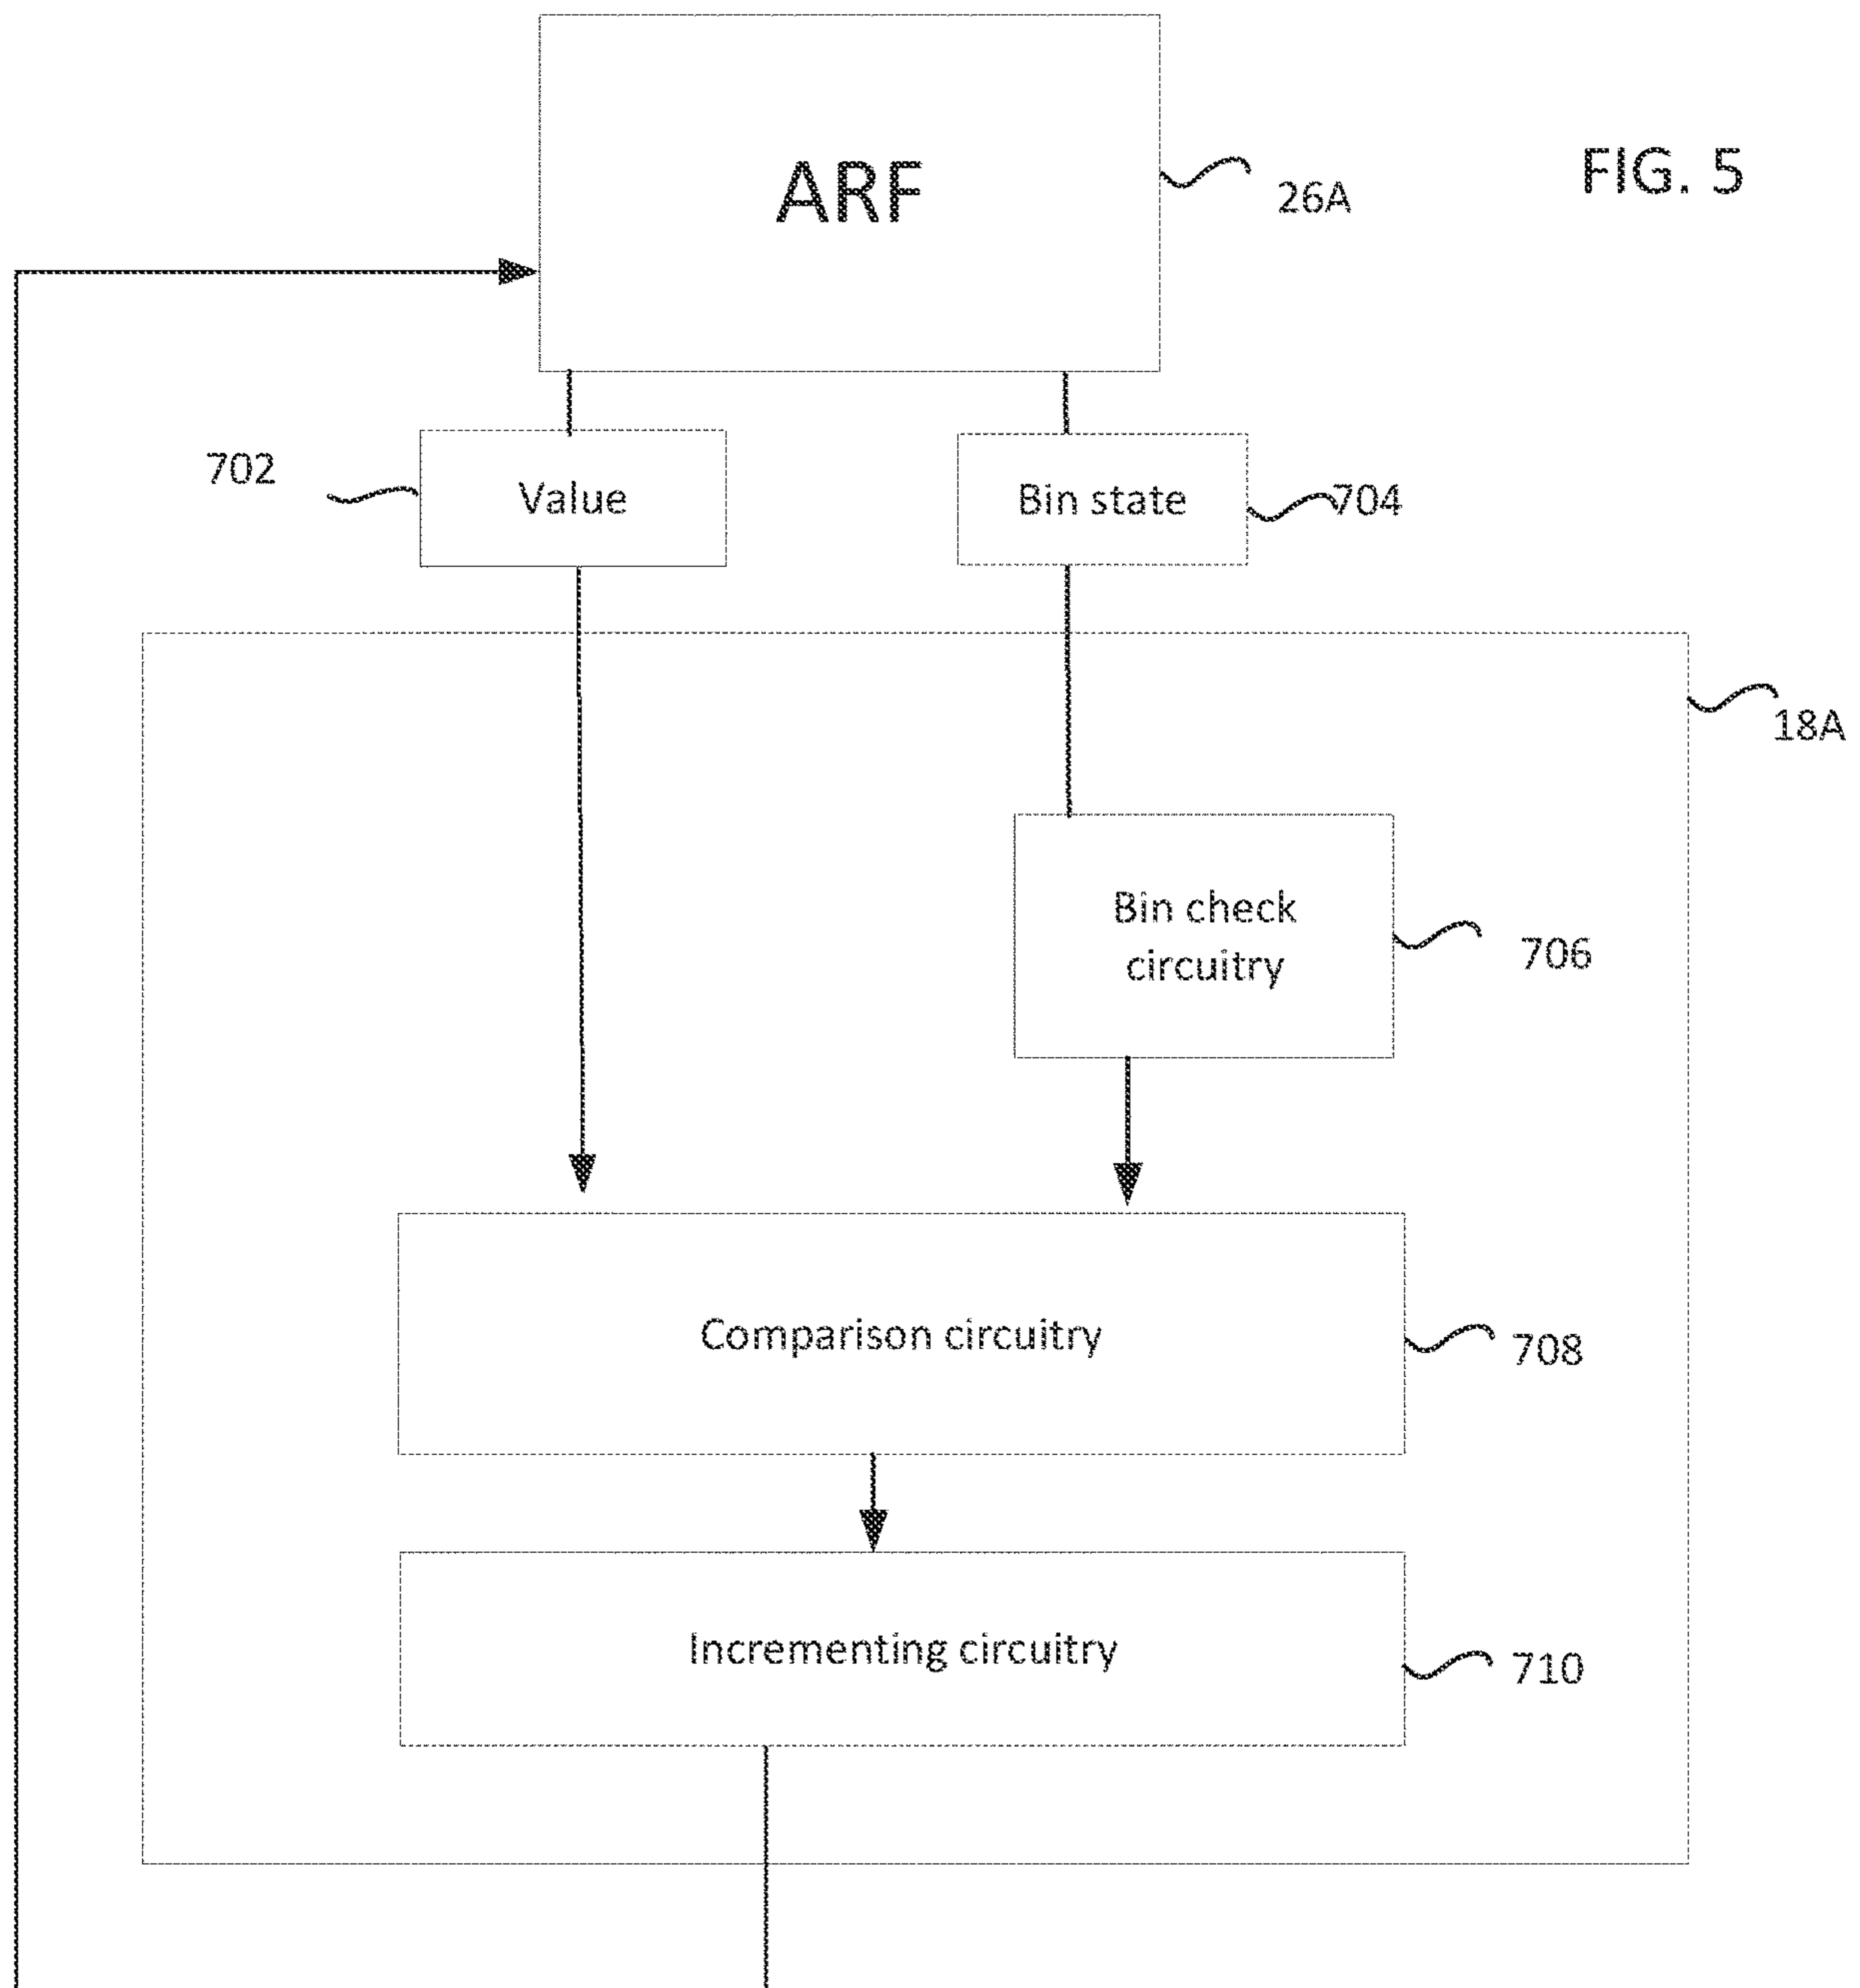 ARF
26A
FIG. 5
702
Value
Bin state
704
18A
Bin check
circuitry
706
Comparison circuitry
708
Incrementing circuitry
710